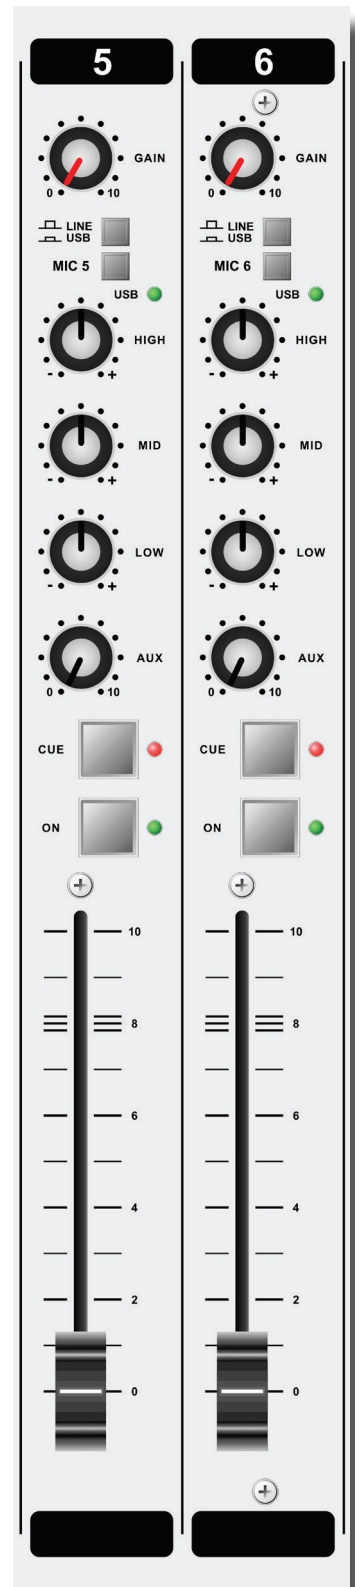 5
GAIN
0 10
LINE
USB
MIC 5
USB
HIGH
- +
MID
- +
LOW
- +
AUX
0 10
CUE
ON
10
8
6
4
2
0
6
GAIN
0 10
LINE
USB
MIC 6
USB
HIGH
- +
MID
- +
LOW
- +
AUX
0 10
CUE
ON
10
8
6
4
2
0